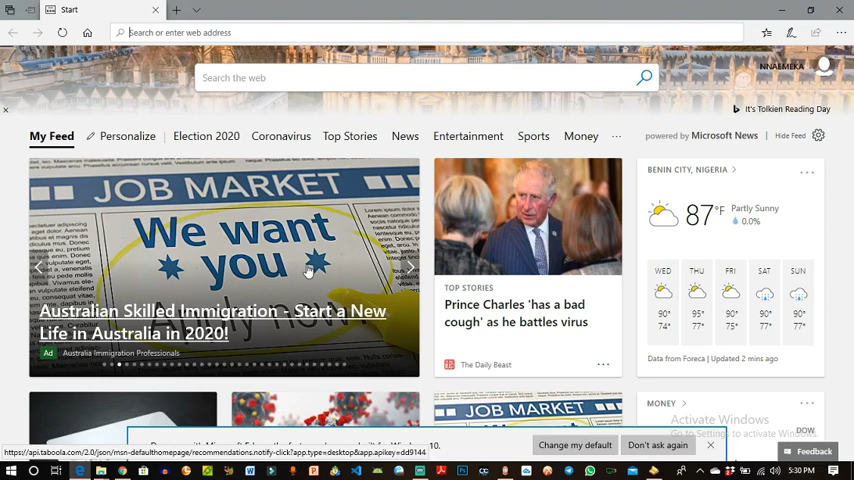 Start
Search or enter web address
Search the web
NNAEMEKA
It's Tolkien Reading Day
My Feed
Personalize
Election 2020
Coronavirus
Top Stories
News
Entertainment
Sports
Money
powered by Microsoft News
Hide Feed
JOB MARKET
We want
you
Apply now
Australian Skilled Immigration - Start a New
Life in Australia in 2020!
Ad Australia Immigration Professionals
TOP STORIES
Prince Charles 'has a bad
cough' as he battles virus
The Daily Beast
BENIN CITY, NIGERIA
87°F
Partly Sunny
0.0%
WED THU FRI SAT SUN
90° 95° 90° 90° 90°
74° 77° 75° 77° 77°
Data from Foreca | Updated 2 mins ago
JOB MARKET
MONEY
DOW
Activate Windows
Go to Settings to activate Windows.
10.
Change my default
Don't ask again
Feedback
https://api.taboola.com/2.0/json/msn-defaulthomepage/recommendations.notify-click?app.type=desktop&app.apikey=dd9144
5:30 PM